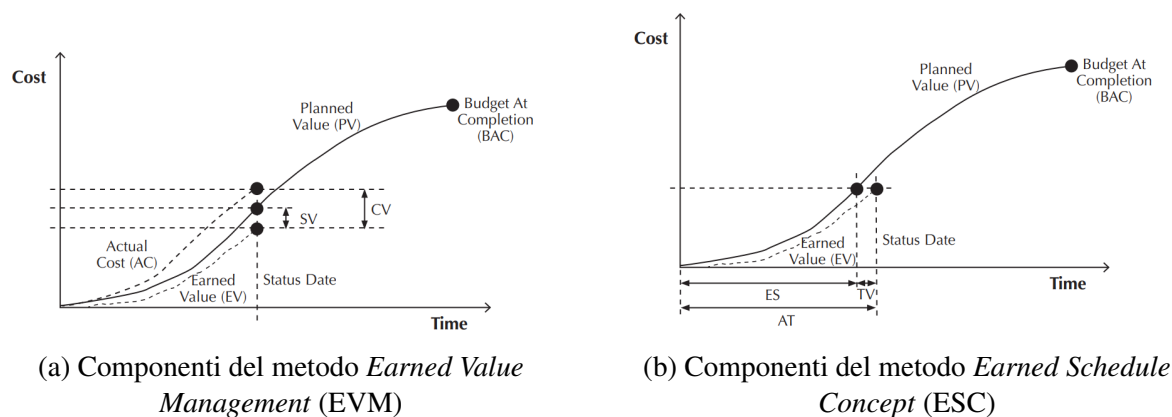 Cost
Planned
Value (PV)
Budget At
Completion
(BAC)
SV
CV
Actual
Cost (AC)
Earned
Value (EV)
Status Date
Time
(a) Componenti del metodo Earned Value
Management (EVM)
Cost
Planned
Value (PV)
Budget At
Completion
(BAC)
Earned
Value (EV)
Status Date
ES
TV
AT
Time
(b) Componenti del metodo Earned Schedule
Concept (ESC)